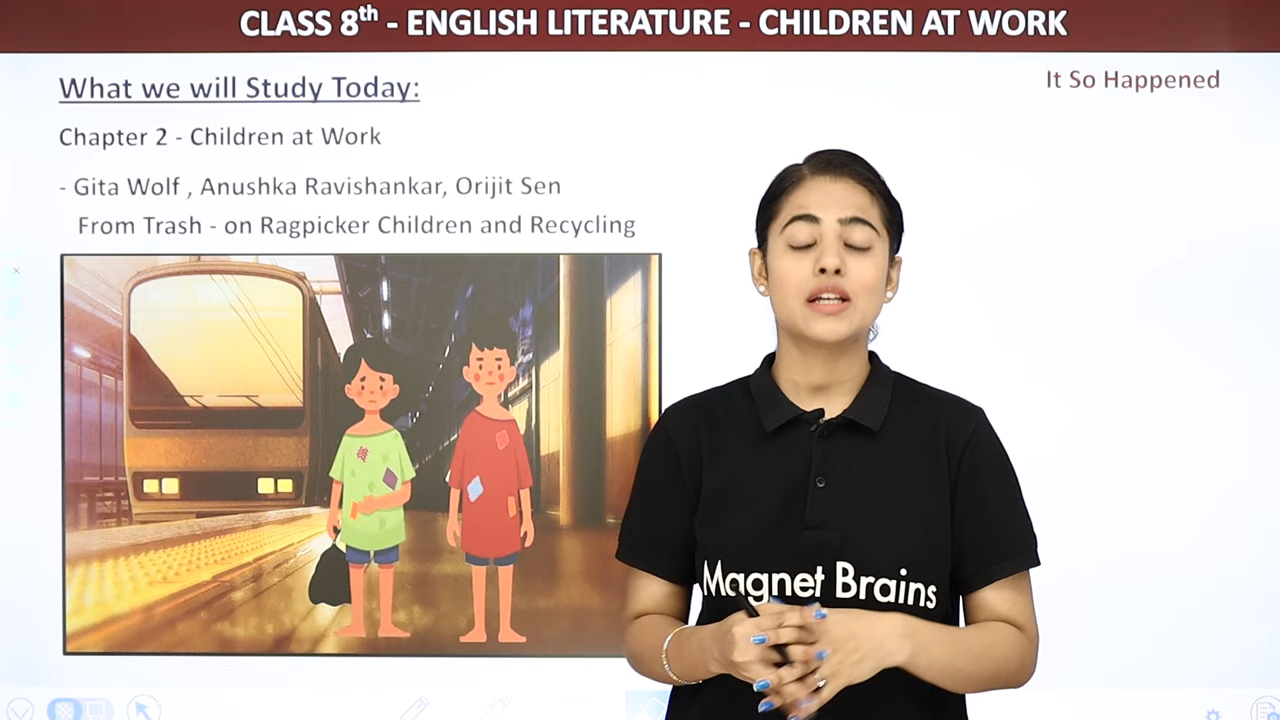 CLASS 8th - ENGLISH LITERATURE - CHILDREN AT WORK
What we will Study Today:
It So Happened
Chapter 2 - Children at Work
- Gita Wolf , Anushka Ravishankar, Orijit Sen
From Trash - on Ragpicker Children and Recycling
Magnet Brains